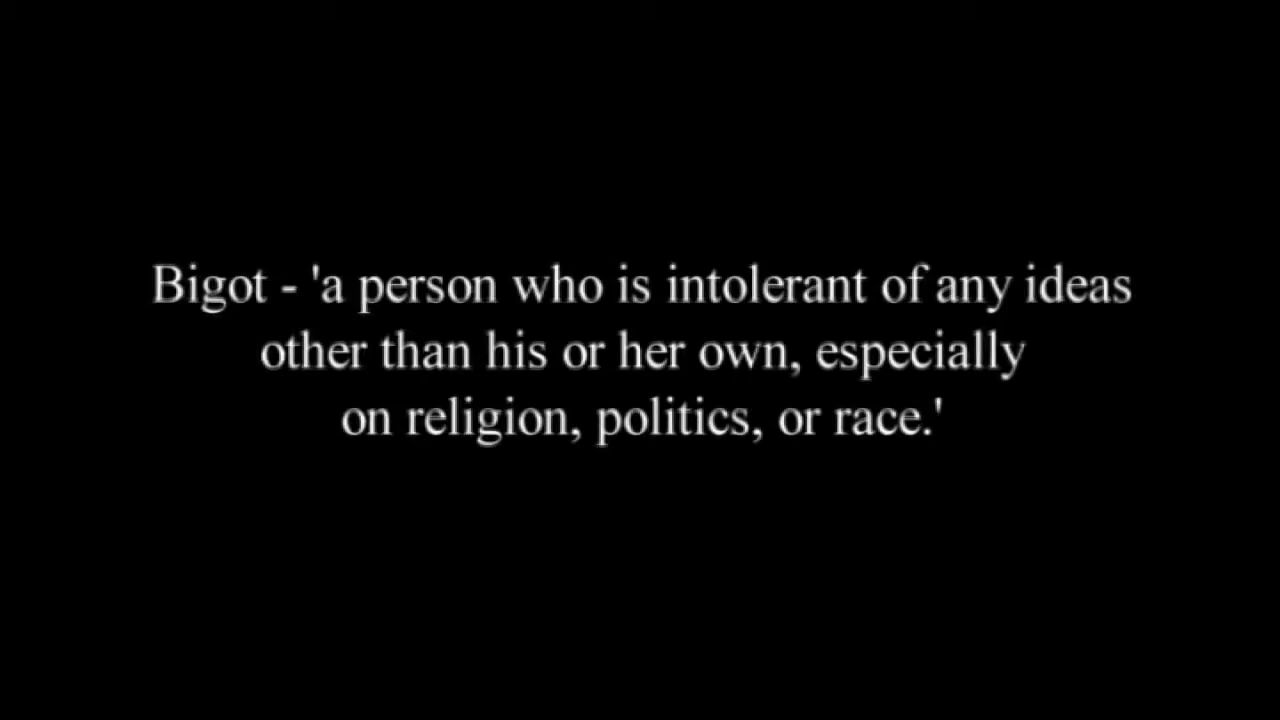 Bigot - 'a person who is intolerant of any ideas
other than his or her own, especially
on religion, politics, or race.'